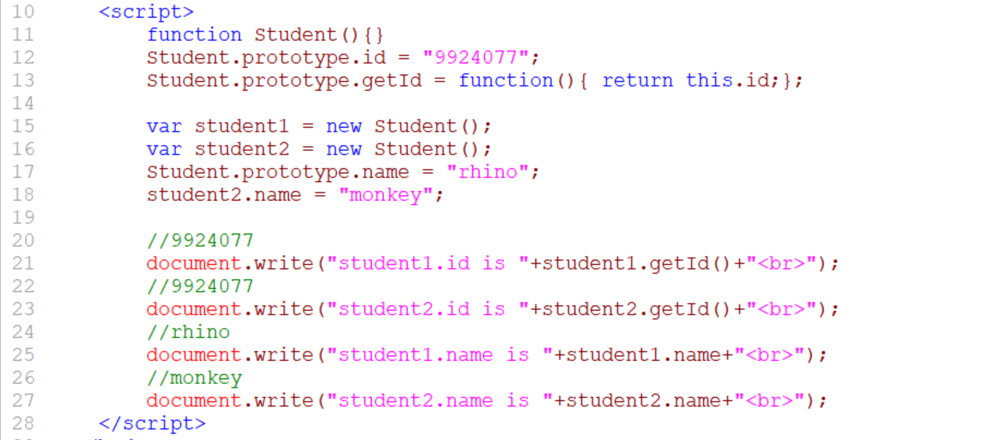 10 <script>
11 function Student(){}
12 Student.prototype.id = "9924077";
13 Student.prototype.getId = function(){ return this.id;};
14
15 var student1 = new Student();
16 var student2 = new Student();
17 Student.prototype.name = "rhino";
18 student2.name = "monkey";
19
20 //9924077
21 document.write("student1.id is "+student1.getId()+"<br>");
22 //9924077
23 document.write("student2.id is "+student2.getId()+"<br>");
24 //rhino
25 document.write("student1.name is "+student1.name+"<br>");
26 //monkey
27 document.write("student2.name is "+student2.name+"<br>");
28 </script>